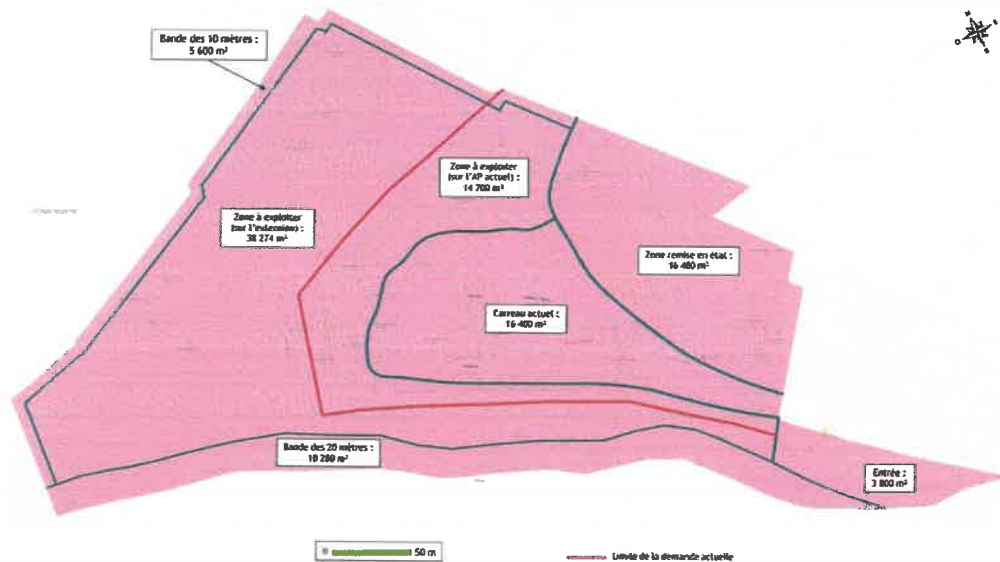 Bande des 10 mètres :
5 600 m²
Zone à exploiter
(sur l'AP actuel) :
14 700 m²
Zone à exploiter
(sur l'extension) :
38 274 m²
Zone remise en état :
16 400 m²
Carreau actuel :
16 400 m²
Bande des 20 mètres :
10 280 m²
Entrée :
3 800 m²
50 m
Limite de la demande actuelle